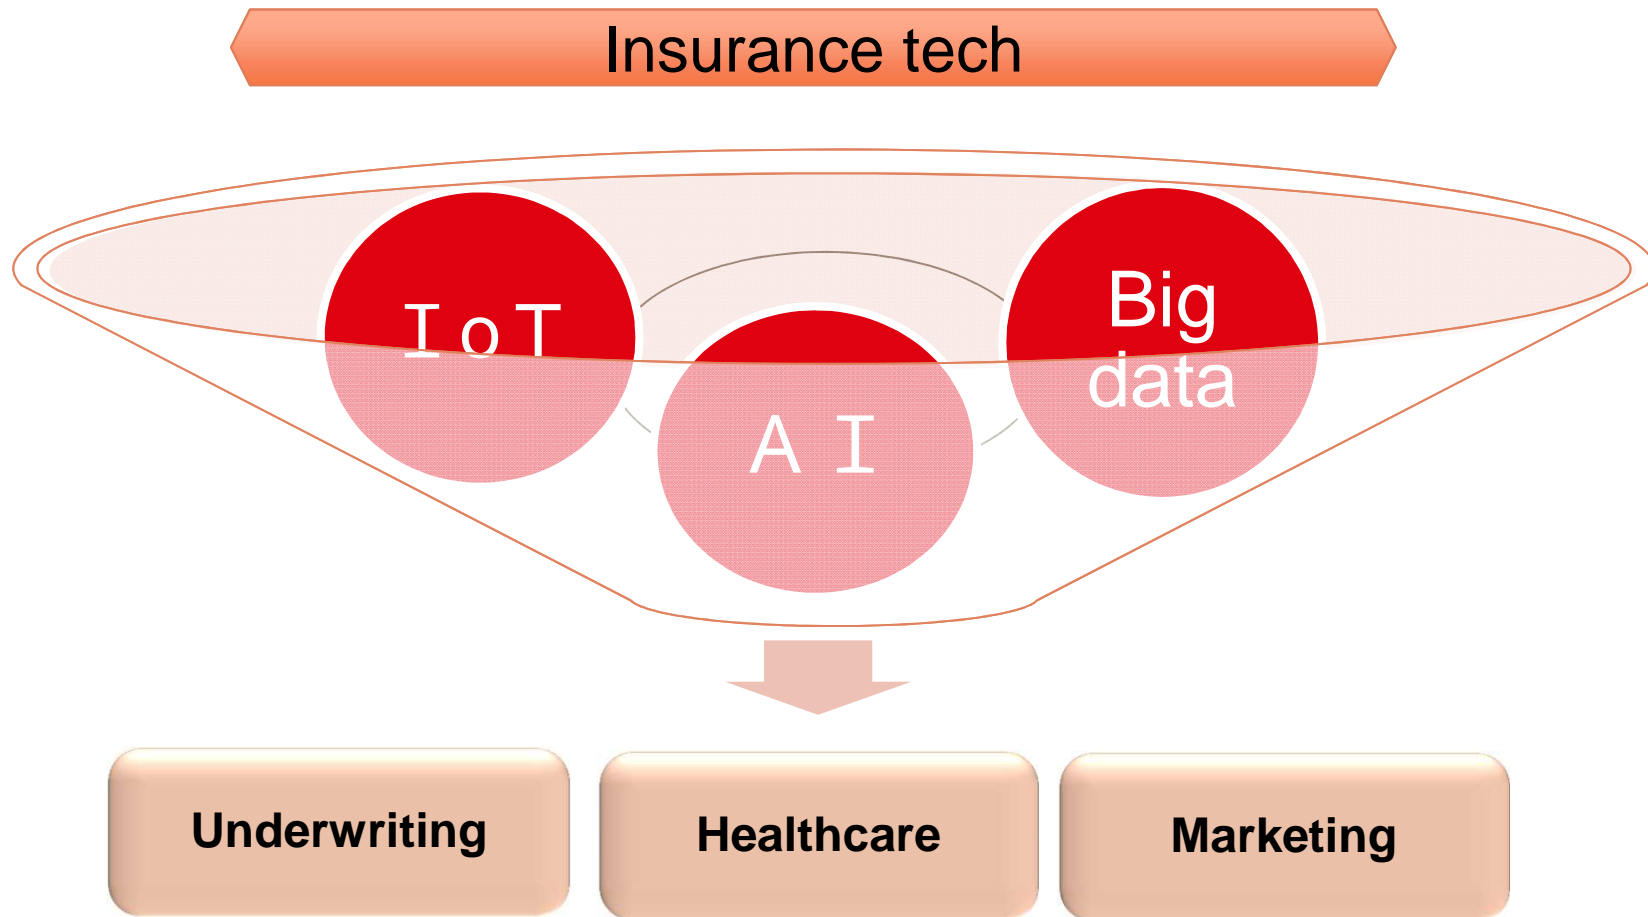 Insurance tech
IoT
AI
Big
data
Underwriting
Healthcare
Marketing